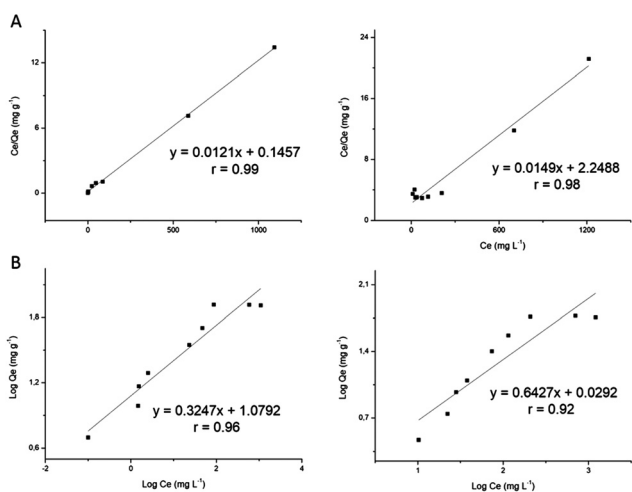 A
Ce/Qe (mg g⁻¹)
12
6
0
y = 0.0121x + 0.1457
r = 0.99
0 500 1000
Ce/Qe (mg g⁻¹)
24
16
8
0
y = 0.0149x + 2.2488
r = 0.98
0 600 1200
Ce (mg L⁻¹)
B
Log Qe (mg g⁻¹)
1,8
1,2
0,6
y = 0.3247x + 1.0792
r = 0.96
-2 0 2 4
Log Ce (mg L⁻¹)
Log Qe (mg g⁻¹)
2,1
1,4
0,7
y = 0.6427x + 0.0292
r = 0.92
1 2 3
Log Ce (mg L⁻¹)